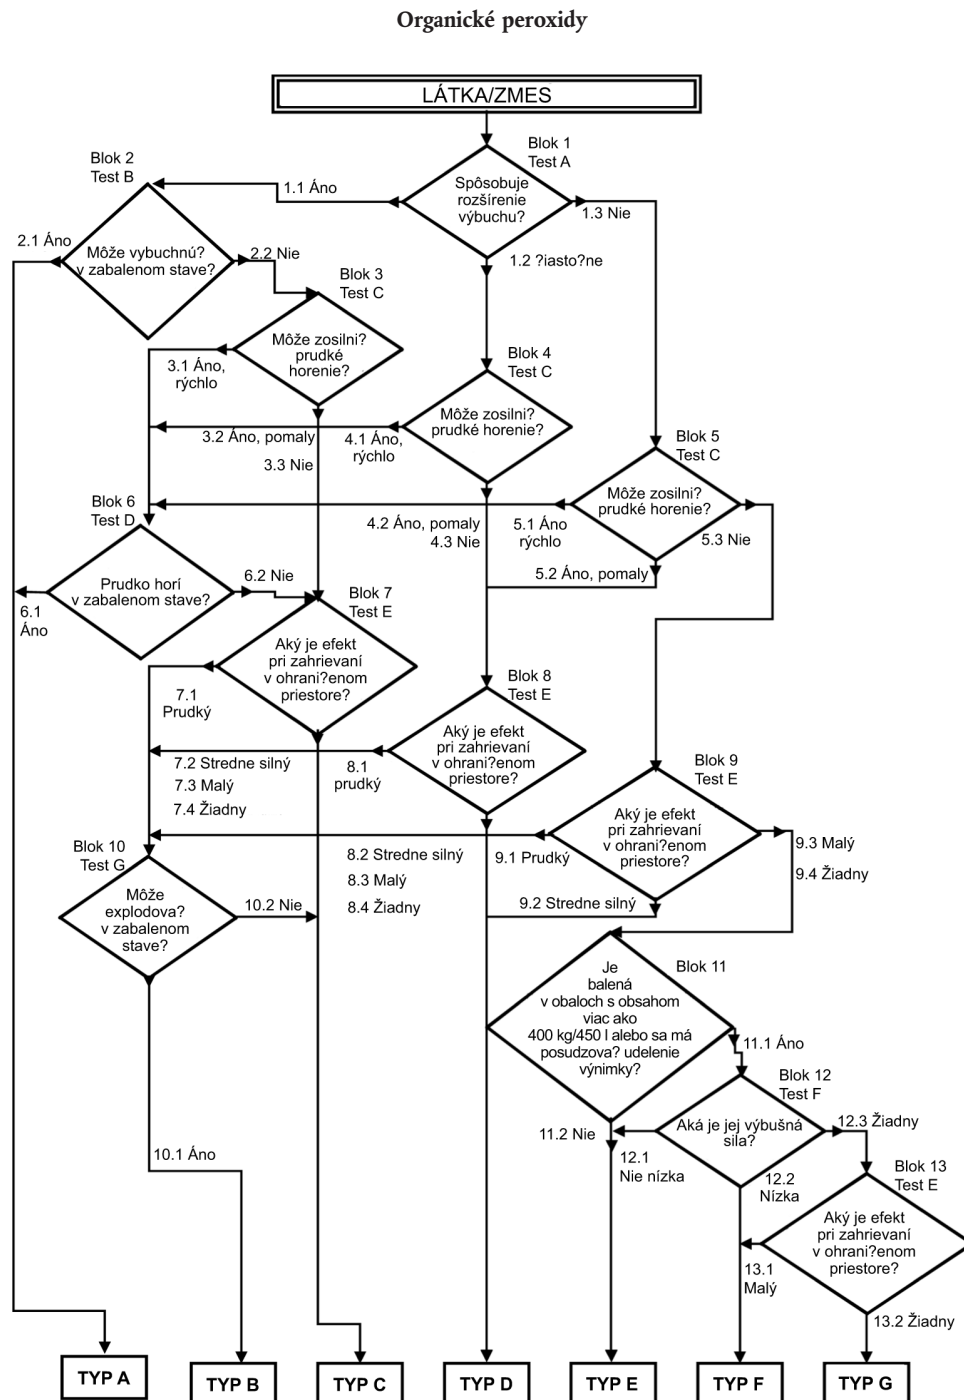 Organické peroxidy
LÁTKA/ZMES
Blok 1
Test A
Spôsobuje
rozšírenie
výbuchu?
1.1 Áno
1.3 Nie
1.2 ?iasto?ne
Blok 2
Test B
Môže vybuchnú?
v zabalenom stave?
2.1 Áno
2.2 Nie
Blok 3
Test C
Môže zosilni?
prudké
horenie?
3.1 Áno,
rýchlo
3.2 Áno, pomaly
3.3 Nie
Blok 4
Test C
Môže zosilni?
prudké horenie?
4.1 Áno,
rýchlo
4.2 Áno, pomaly
4.3 Nie
Blok 5
Test C
Môže zosilni?
prudké horenie?
5.1 Áno
rýchlo
5.3 Nie
5.2 Áno, pomaly
Blok 6
Test D
Prudko horí
v zabalenom stave?
6.1
Áno
6.2 Nie
Blok 7
Test E
Aký je efekt
pri zahrievaní
v ohrani?enom
priestore?
7.1
Prudký
7.2 Stredne silný
7.3 Malý
7.4 Žiadny
Blok 8
Test E
Aký je efekt
pri zahrievaní
v ohrani?enom
priestore?
8.1
prudký
8.2 Stredne silný
8.3 Malý
8.4 Žiadny
Blok 9
Test E
Aký je efekt
pri zahrievaní
v ohrani?enom
priestore?
9.1 Prudký
9.2 Stredne silný
9.3 Malý
9.4 Žiadny
Blok 10
Test G
Môže
explodova?
v zabalenom
stave?
10.2 Nie
10.1 Áno
Blok 11
Je
balená
v obaloch s obsahom
viac ako
400 kg/450 l alebo sa má
posudzova? udelenie
výnimky?
11.1 Áno
11.2 Nie
Blok 12
Test F
Aká je jej výbušná
sila?
12.1
Nie nízka
12.2
Nízka
12.3 Žiadny
Blok 13
Test E
Aký je efekt
pri zahrievaní
v ohrani?enom
priestore?
13.1
Malý
13.2 Žiadny
TYP A
TYP B
TYP C
TYP D
TYP E
TYP F
TYP G